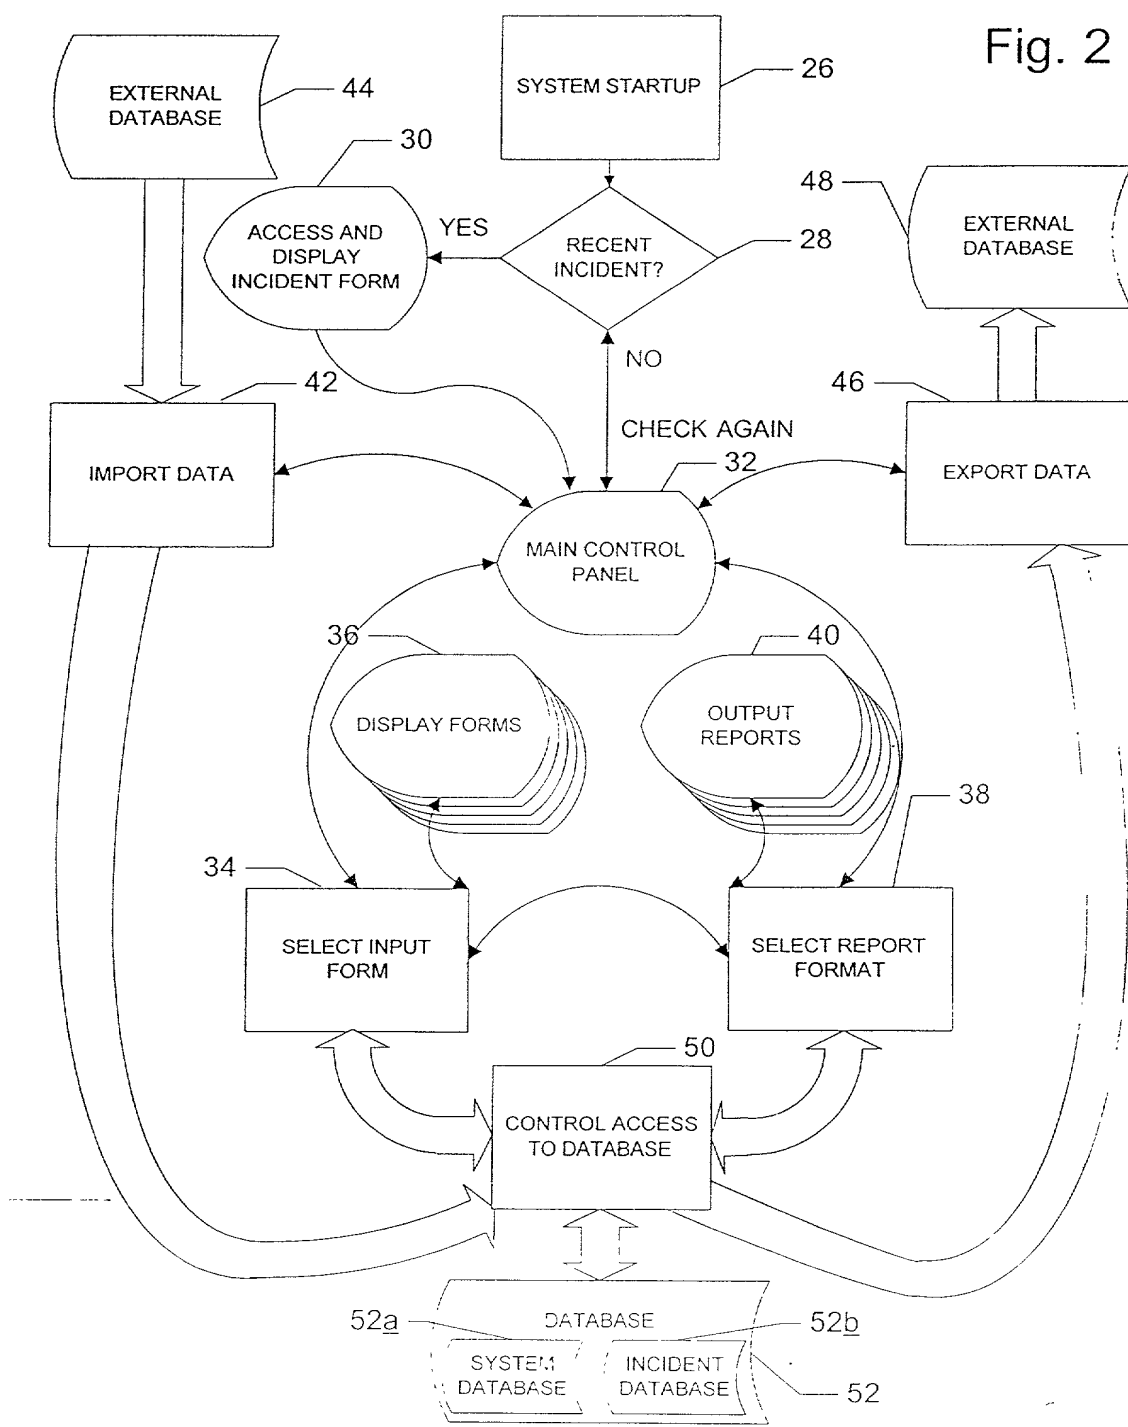 Fig. 2
SYSTEM STARTUP
26
EXTERNAL
DATABASE
44
30
ACCESS AND
DISPLAY
INCIDENT FORM
YES
RECENT
INCIDENT?
28
48
EXTERNAL
DATABASE
NO
CHECK AGAIN
42
IMPORT DATA
32
MAIN CONTROL
PANEL
46
EXPORT DATA
36
DISPLAY FORMS
40
OUTPUT
REPORTS
34
SELECT INPUT
FORM
38
SELECT REPORT
FORMAT
50
CONTROL ACCESS
TO DATABASE
DATABASE
52a
SYSTEM
DATABASE
52b
INCIDENT
DATABASE
52